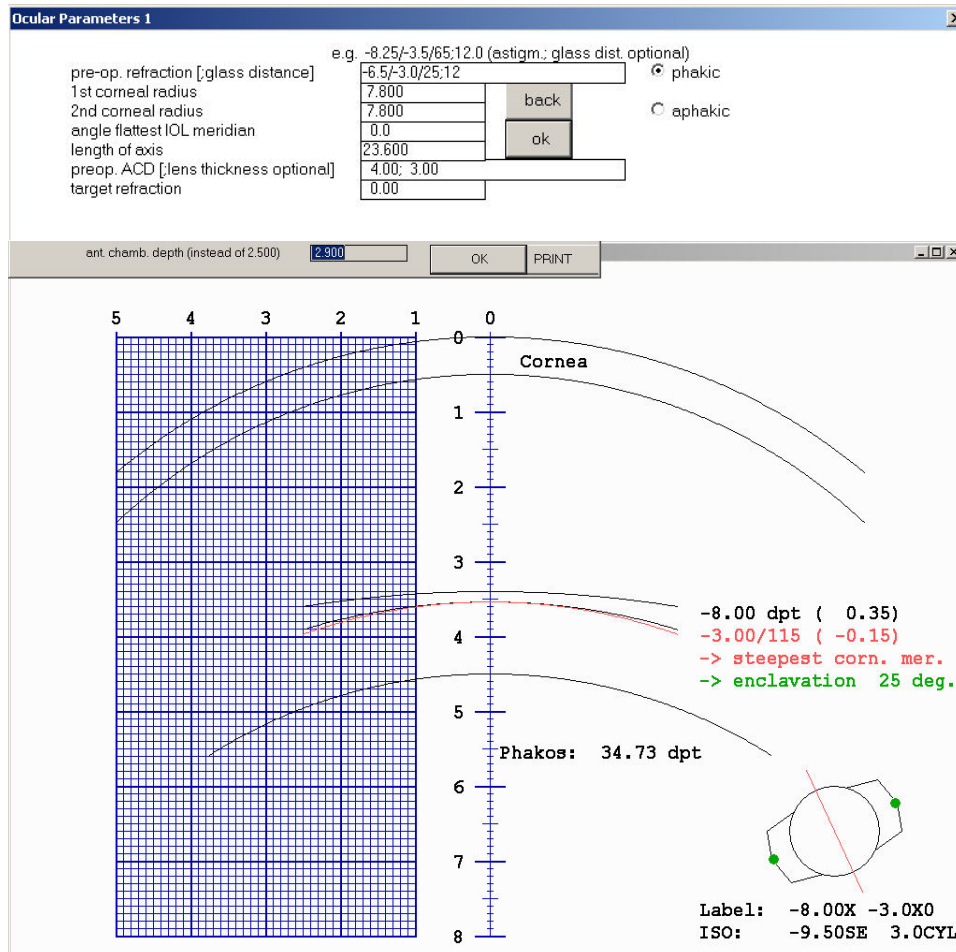 Ocular Parameters 1
e.g. -8.25/-3.5/65;12.0 (astigm.; glass dist. optional)
pre-op. refraction [;glass distance] -6.5/-3.0/25;12 phakic
1st corneal radius 7.800 back
2nd corneal radius 7.800 aphakic
angle flattest IOL meridian 0.0 ok
length of axis 23.600
preop. ACD [;lens thickness optional] 4.00; 3.00
target refraction 0.00
ant. chamb. depth (instead of 2.500) 2.900 OK PRINT
5 4 3 2 1 0
0
Cornea
1
2
3
-8.00 dpt ( 0.35)
4
-3.00/115 ( -0.15)
-> steepest corn. mer.
-> enclavation 25 deg.
5
Phakos: 34.73 dpt
6
7
Label: -8.00X -3.0X0
ISO: -9.50SE 3.0CYL
8